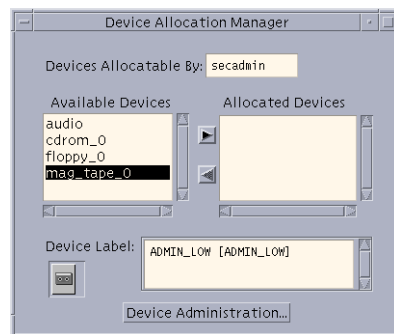 Device Allocation Manager
Devices Allocatable By: secadmin
Available Devices Allocated Devices
audio
cdrom_0
floppy_0
mag_tape_0
Device Label: ADMIN_LOW [ADMIN_LOW]
Device Administration...